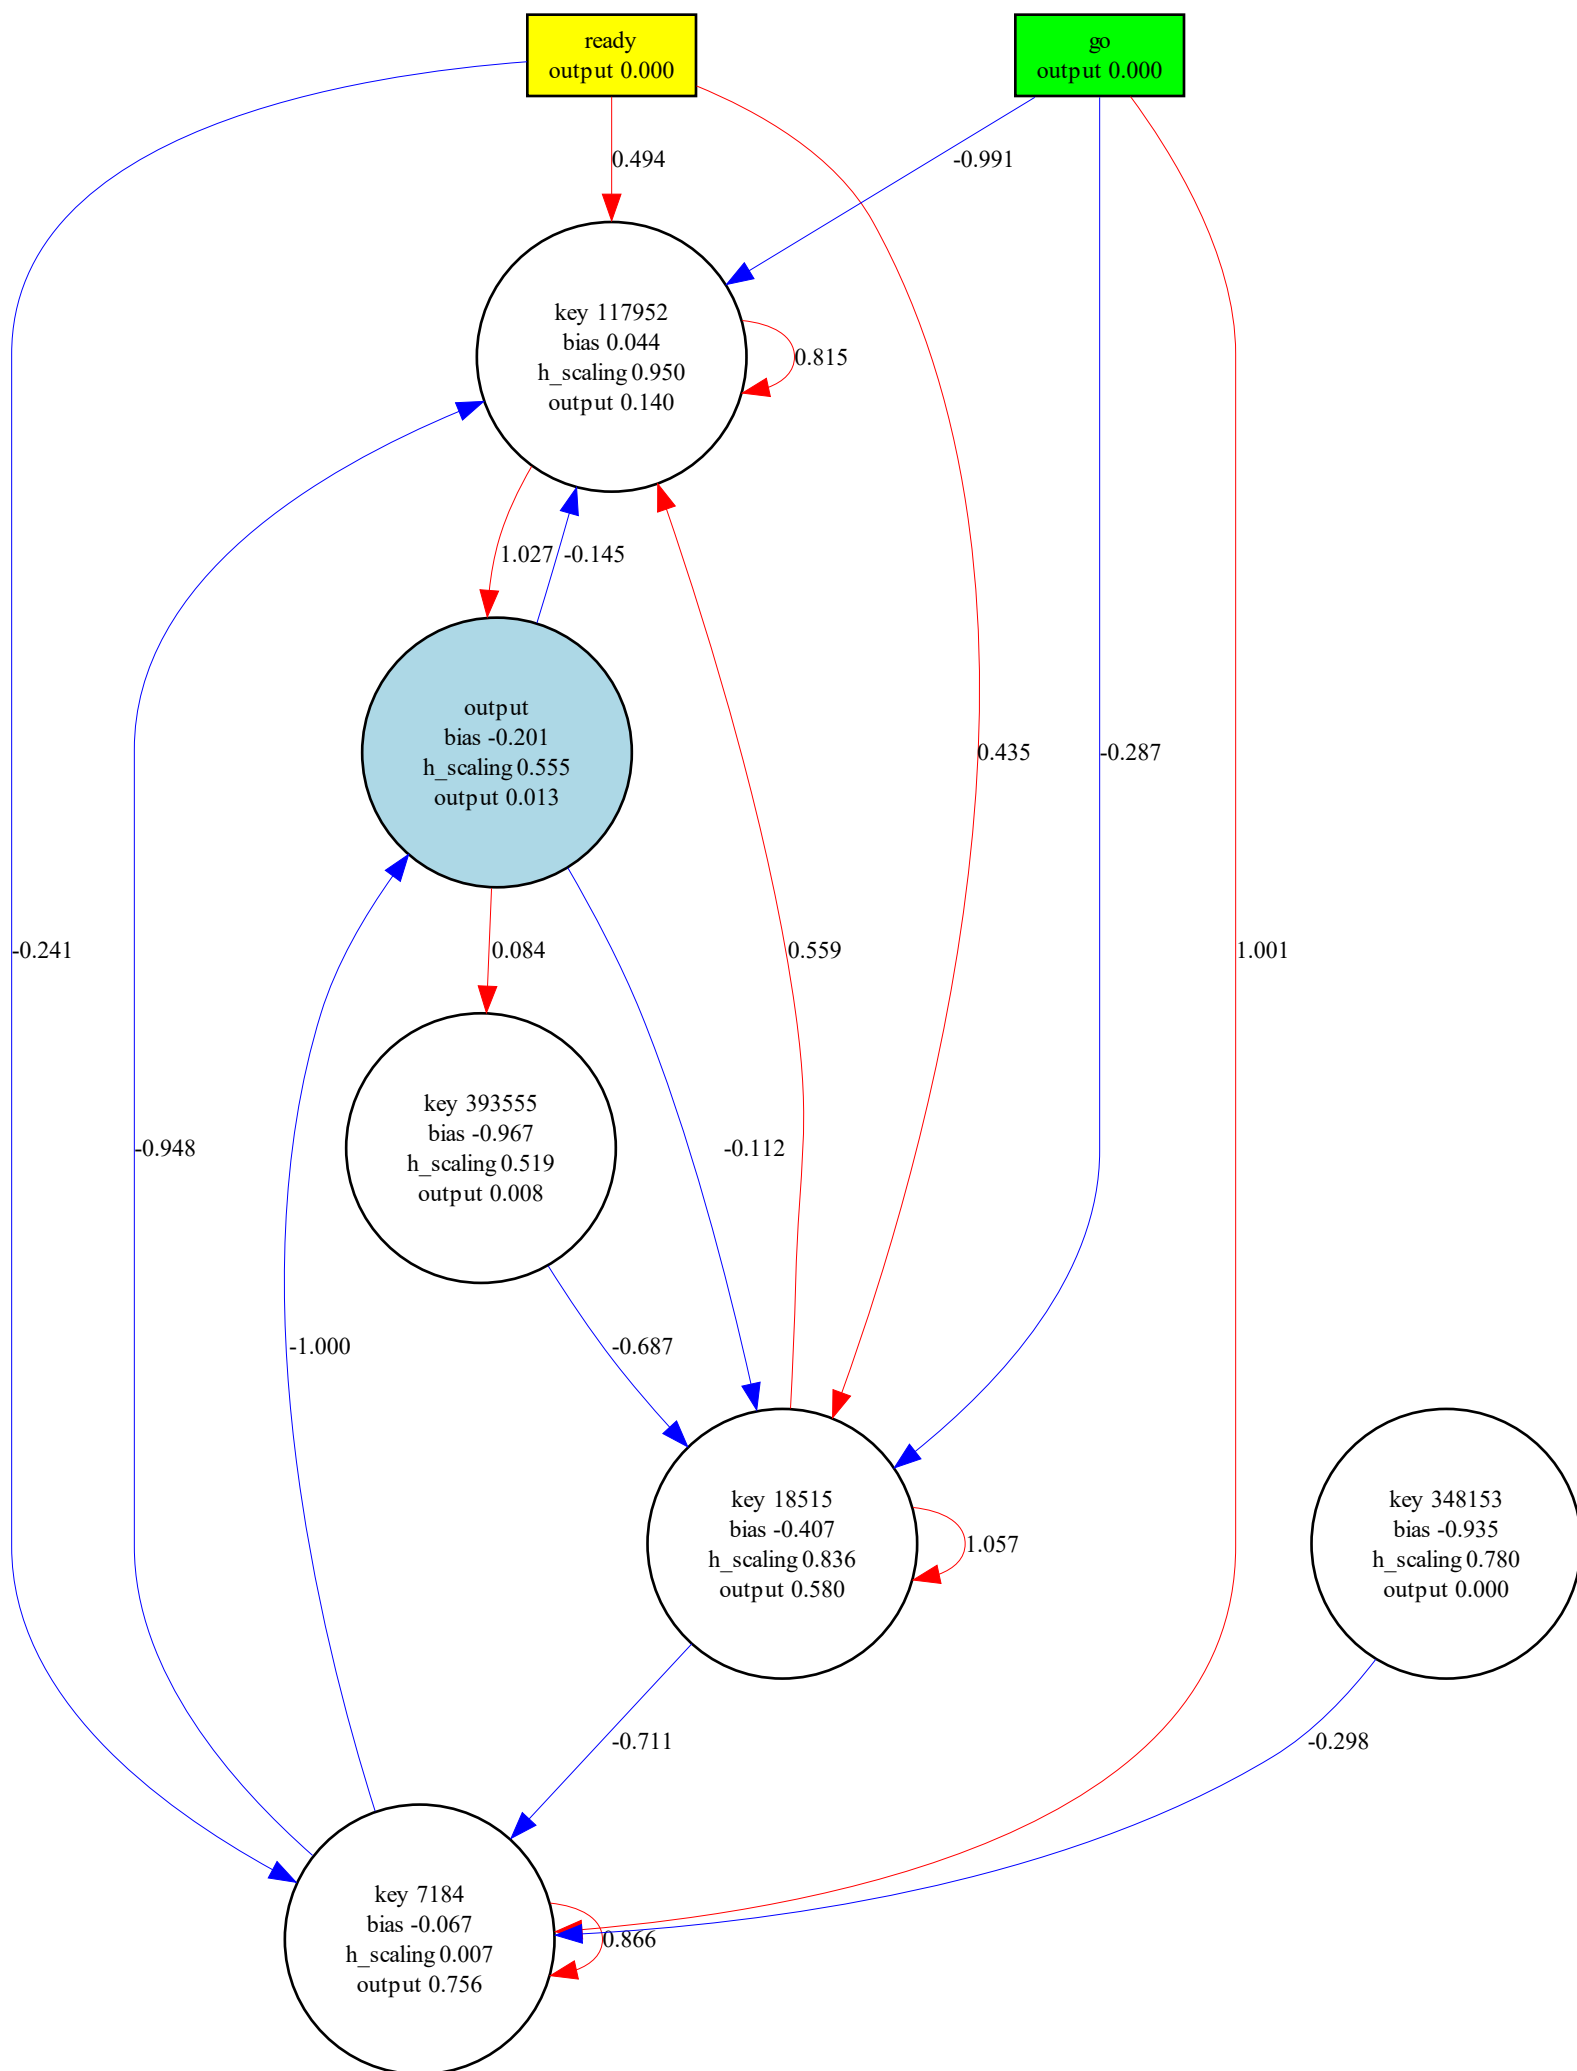 ready
output 0.000
go
output 0.000
0.494
-0.991
key 117952
bias 0.044
h_scaling 0.950
output 0.140
0.815
1.027
-0.145
output
bias -0.201
h_scaling 0.555
output 0.013
0.435
-0.287
-0.241
0.084
0.559
1.001
key 393555
bias -0.967
h_scaling 0.519
output 0.008
-0.948
-0.112
-1.000
-0.687
key 18515
bias -0.407
h_scaling 0.836
output 0.580
1.057
key 348153
bias -0.935
h_scaling 0.780
output 0.000
-0.711
-0.298
key 7184
bias -0.067
h_scaling 0.007
output 0.756
0.866